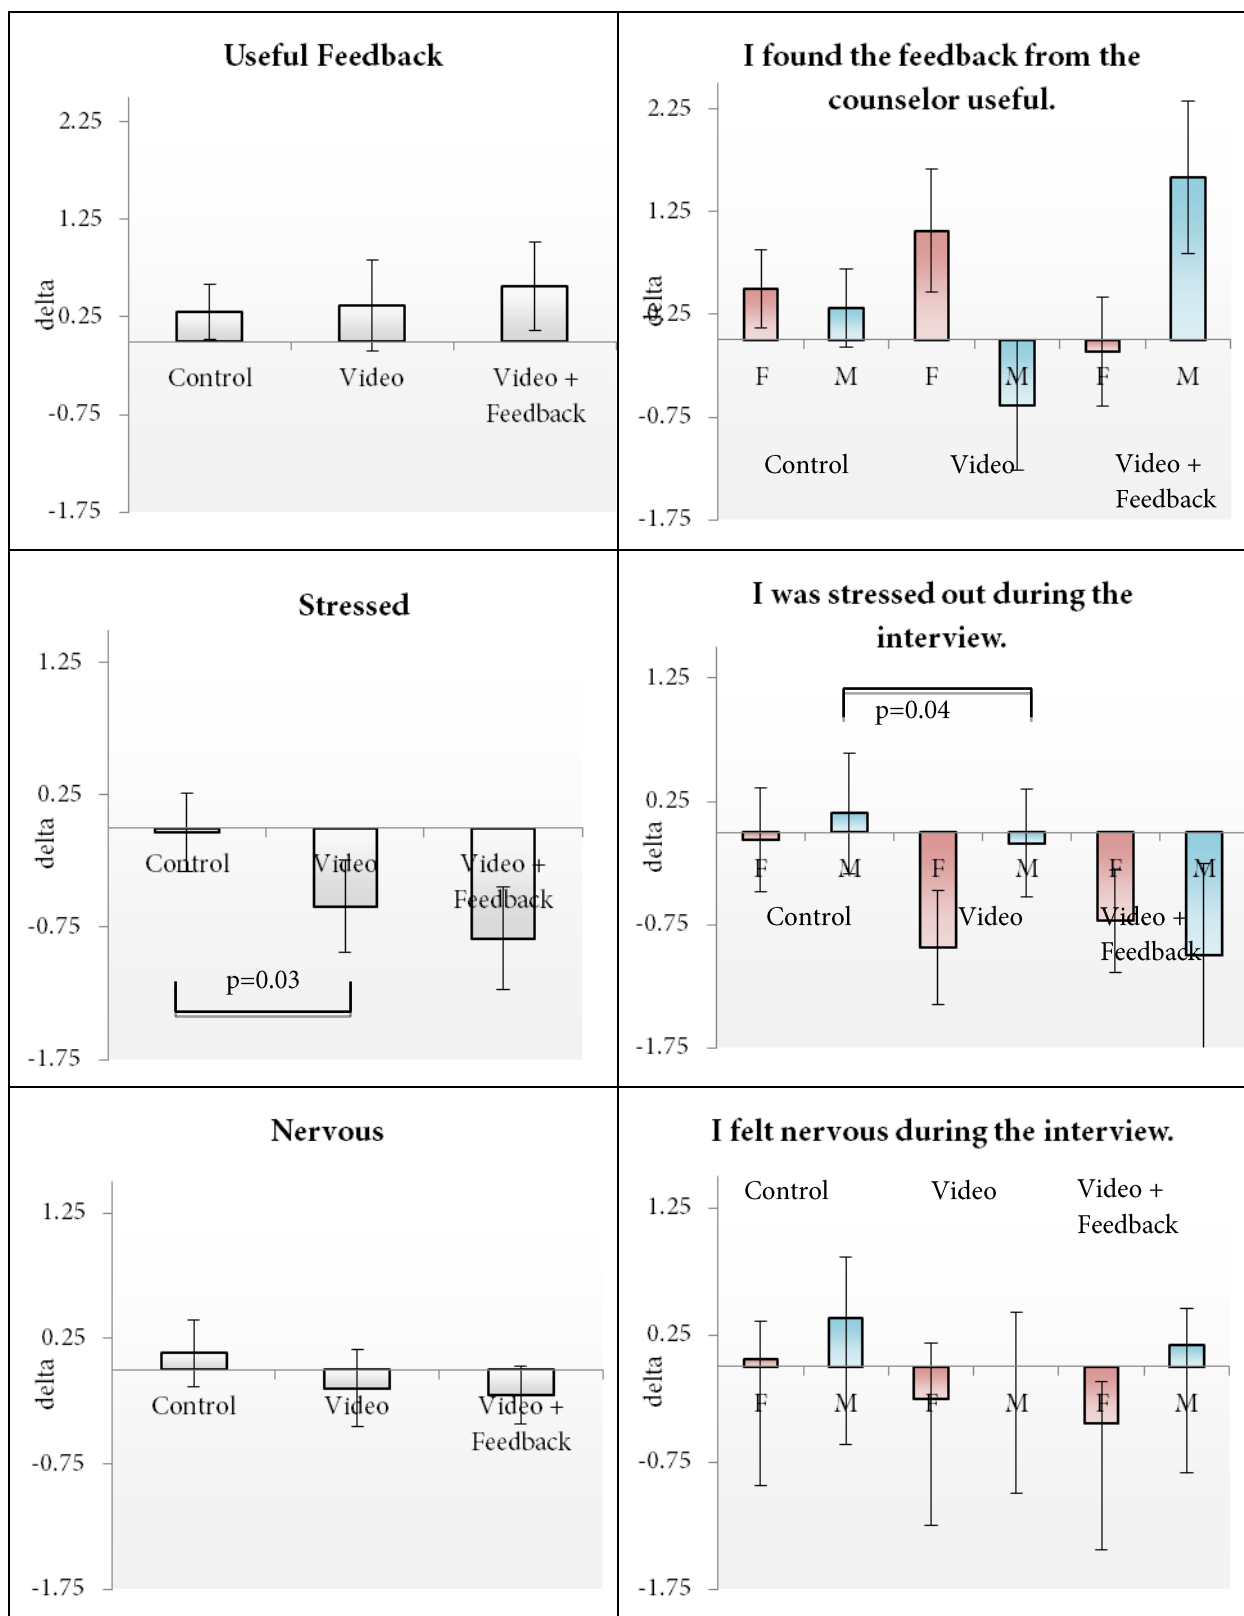 Useful Feedback
2.25
1.25
0.25
-0.75
-1.75
delta
Control
Video
Video +
Feedback
I found the feedback from the
counselor useful.
2.25
1.25
0.25
-0.75
-1.75
delta
F
M
F
M
F
M
Control
Video
Video +
Feedback
Stressed
1.25
0.25
-0.75
-1.75
delta
Control
Video
Video +
Feedback
p=0.03
I was stressed out during the
interview.
1.25
0.25
-0.75
-1.75
delta
p=0.04
F
M
F
M
F
M
Control
Video
Video +
Feedback
Nervous
1.25
0.25
-0.75
-1.75
delta
Control
Video
Video +
Feedback
I felt nervous during the interview.
Control
Video
Video +
Feedback
1.25
0.25
-0.75
-1.75
delta
F
M
F
M
F
M